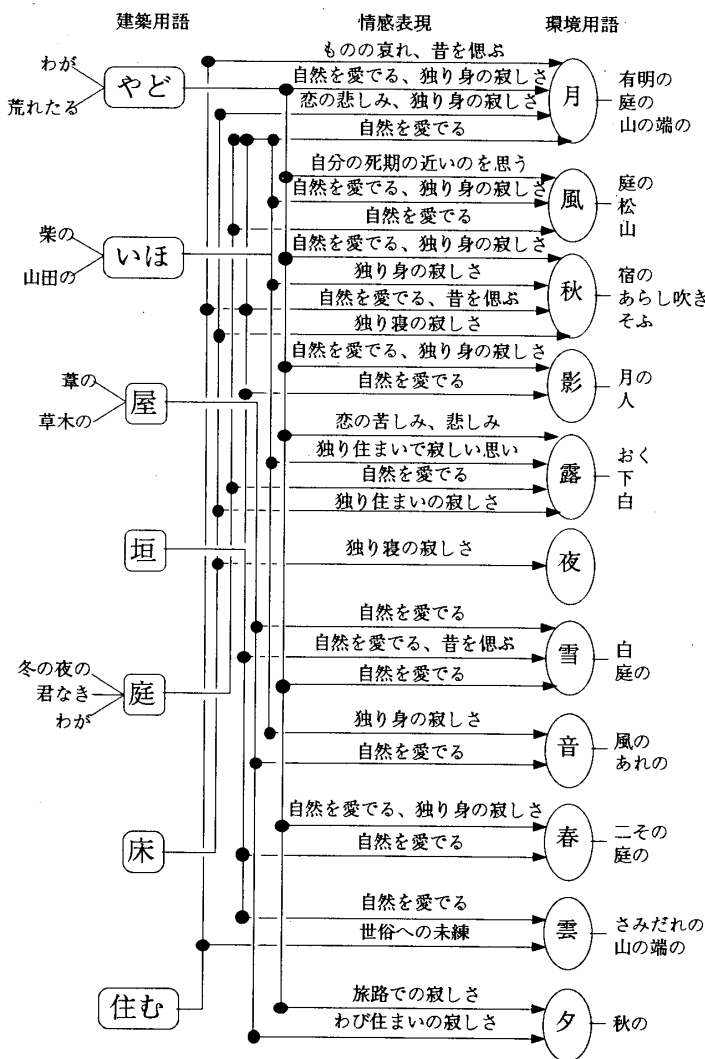 建築用語 情感表現 環境用語
わが
荒れたる
やど
ものの哀れ、昔を偲ぶ
自然を愛でる、独り身の寂しさ
恋の悲しみ、独り身の寂しさ
自然を愛でる
月
有明の
庭の
山の端の
自分の死期の近いのを思う
自然を愛でる、独り身の寂しさ
自然を愛でる
風
庭の
松
山
柴の
山田の
いほ
自然を愛でる、独り身の寂しさ
独り身の寂しさ
自然を愛でる、昔を偲ぶ
独り寝の寂しさ
秋
宿の
あらし吹き
そふ
自然を愛でる、独り身の寂しさ
自然を愛でる
影
月の
人
葦の
草木の
屋
恋の苦しみ、悲しみ
独り住まいで寂しい思い
自然を愛でる
独り住まいの寂しさ
露
おく
下
白
垣
独り寝の寂しさ
夜
自然を愛でる
自然を愛でる、昔を偲ぶ
自然を愛でる
雪
白
庭の
冬の夜の
君なき
わが
庭
独り身の寂しさ
自然を愛でる
音
風の
あれの
床
自然を愛でる、独り身の寂しさ
自然を愛でる
春
二その
庭の
自然を愛でる
世俗への未練
雲
さみだれの
山の端の
住む
旅路での寂しさ
わび住まいの寂しさ
夕
秋の